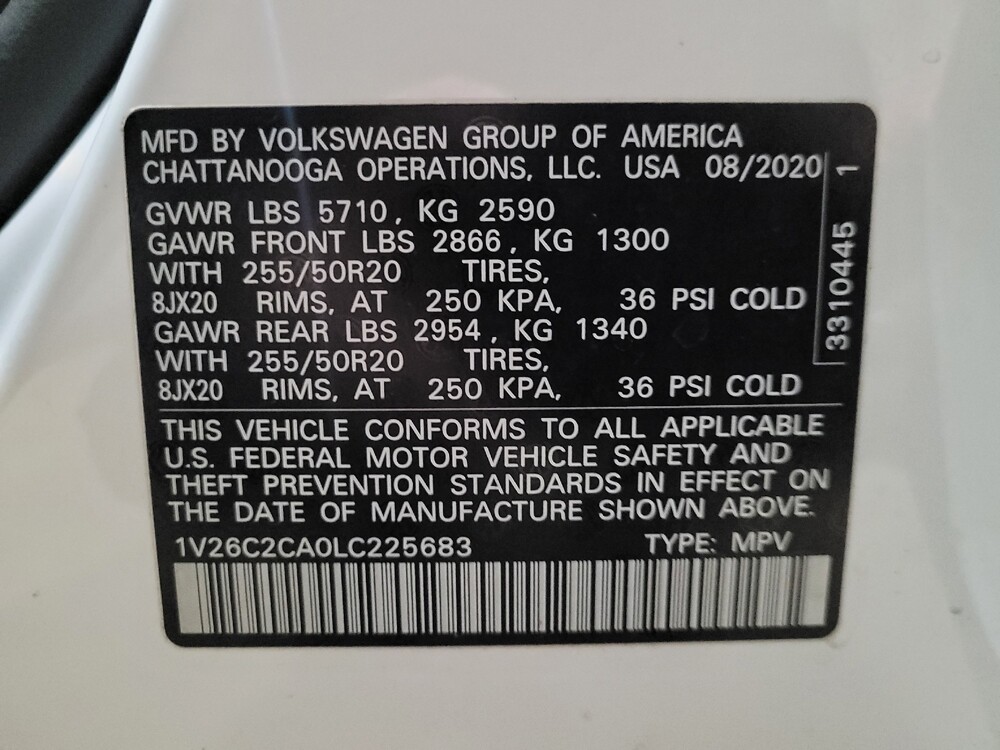 MFD BY VOLKSWAGEN GROUP OF AMERICA
CHATTANOOGA OPERATIONS, LLC. USA 08/2020
GVWR LBS 5710, KG 2590
GAWR FRONT LBS 2866, KG 1300
WITH 255/50R20 TIRES,
8JX20 RIMS, AT 250 KPA, 36 PSI COLD
GAWR REAR LBS 2954, KG 1340
WITH 255/50R20 TIRES,
8JX20 RIMS, AT 250 KPA, 36 PSI COLD
3310445 1
THIS VEHICLE CONFORMS TO ALL APPLICABLE
U.S. FEDERAL MOTOR VEHICLE SAFETY AND
THEFT PREVENTION STANDARDS IN EFFECT ON
THE DATE OF MANUFACTURE SHOWN ABOVE.
1V26C2CA0LC225683 TYPE: MPV